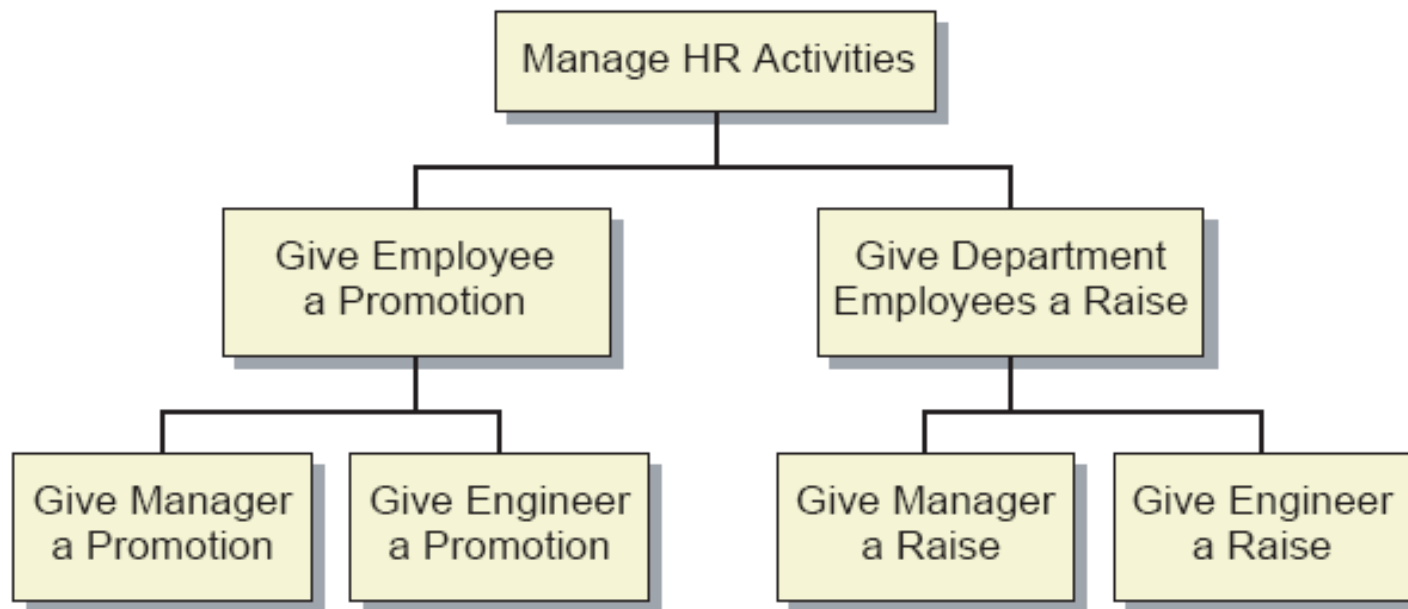 Manage HR Activities
Give Employee
a Promotion
Give Department
Employees a Raise
Give Manager
a Promotion
Give Engineer
a Promotion
Give Manager
a Raise
Give Engineer
a Raise